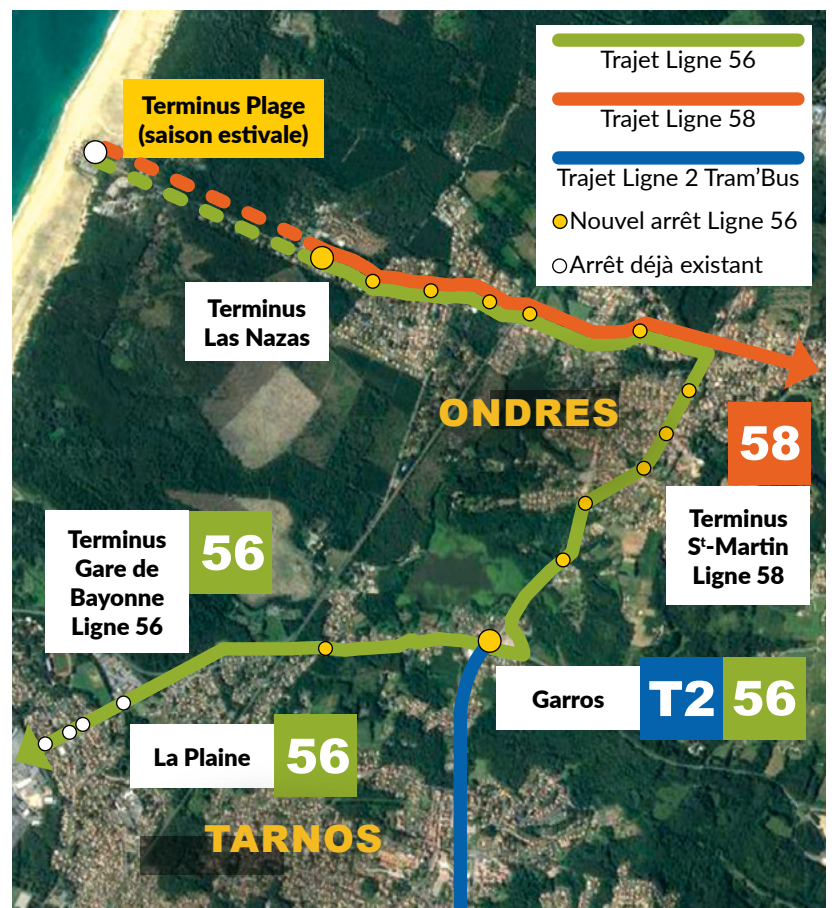 Trajet Ligne 56
Trajet Ligne 58
Trajet Ligne 2 Tram'Bus
Nouvel arrêt Ligne 56
Arrêt déjà existant
Terminus Plage
(saison estivale)
Terminus
Las Nazas
ONDRES
58
Terminus
Sᵗ-Martin
Ligne 58
Terminus
Gare de
Bayonne
Ligne 56
56
Garros
T2 56
La Plaine
56
TARNOS